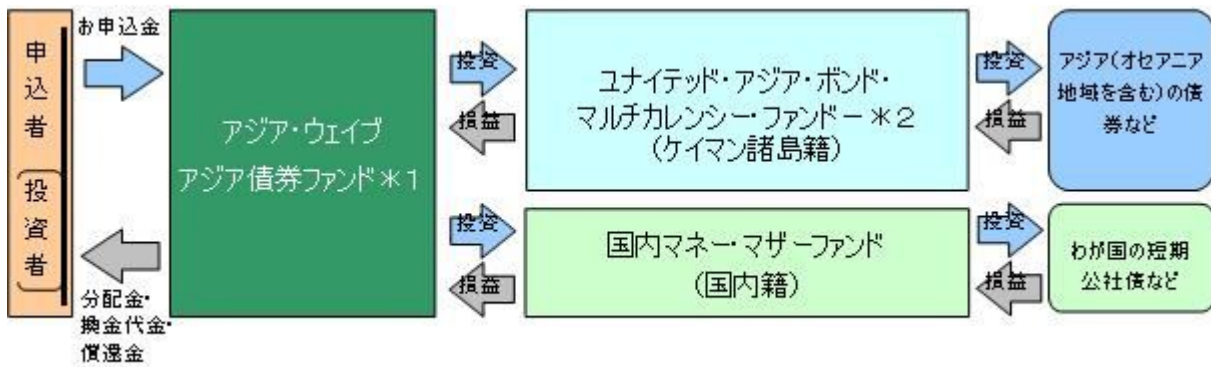 申込者
(投資者)
お申込金
分配金・
換金代金・
償還金
アジア・ウェイブ
アジア債券ファンド＊1
投資
損益
ユナイテッド・アジア・ボンド・
マルチカレンシー・ファンド－＊2
(ケイマン諸島籍)
投資
損益
アジア(オセアニア
地域を含む)の債
券など
投資
損益
国内マネー・マザーファンド
(国内籍)
投資
損益
わが国の短期
公社債など